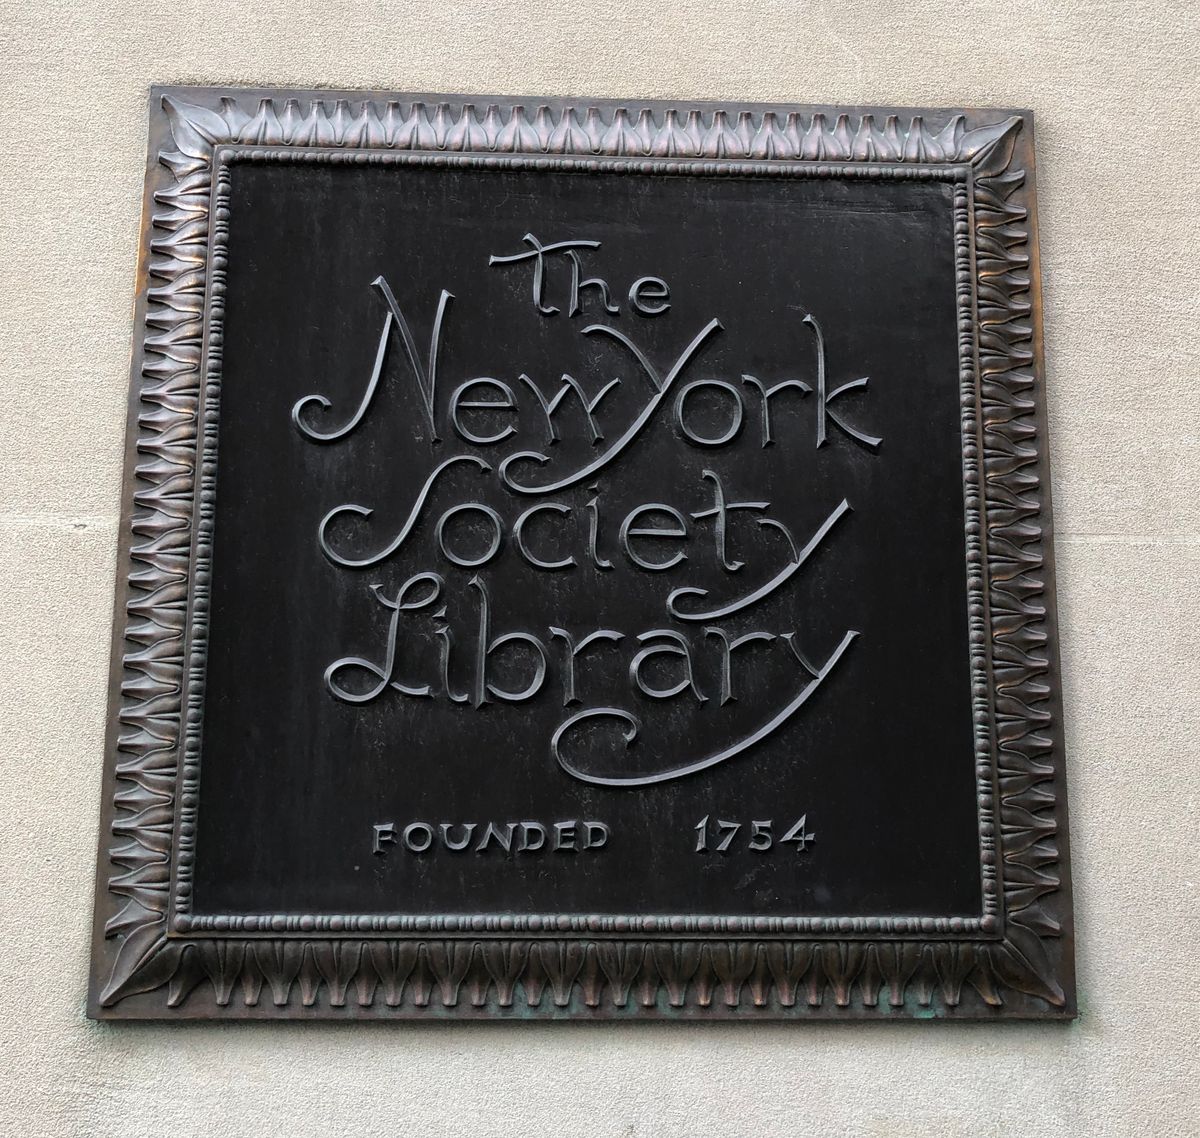 The
New York
Society
Library
FOUNDED 1754